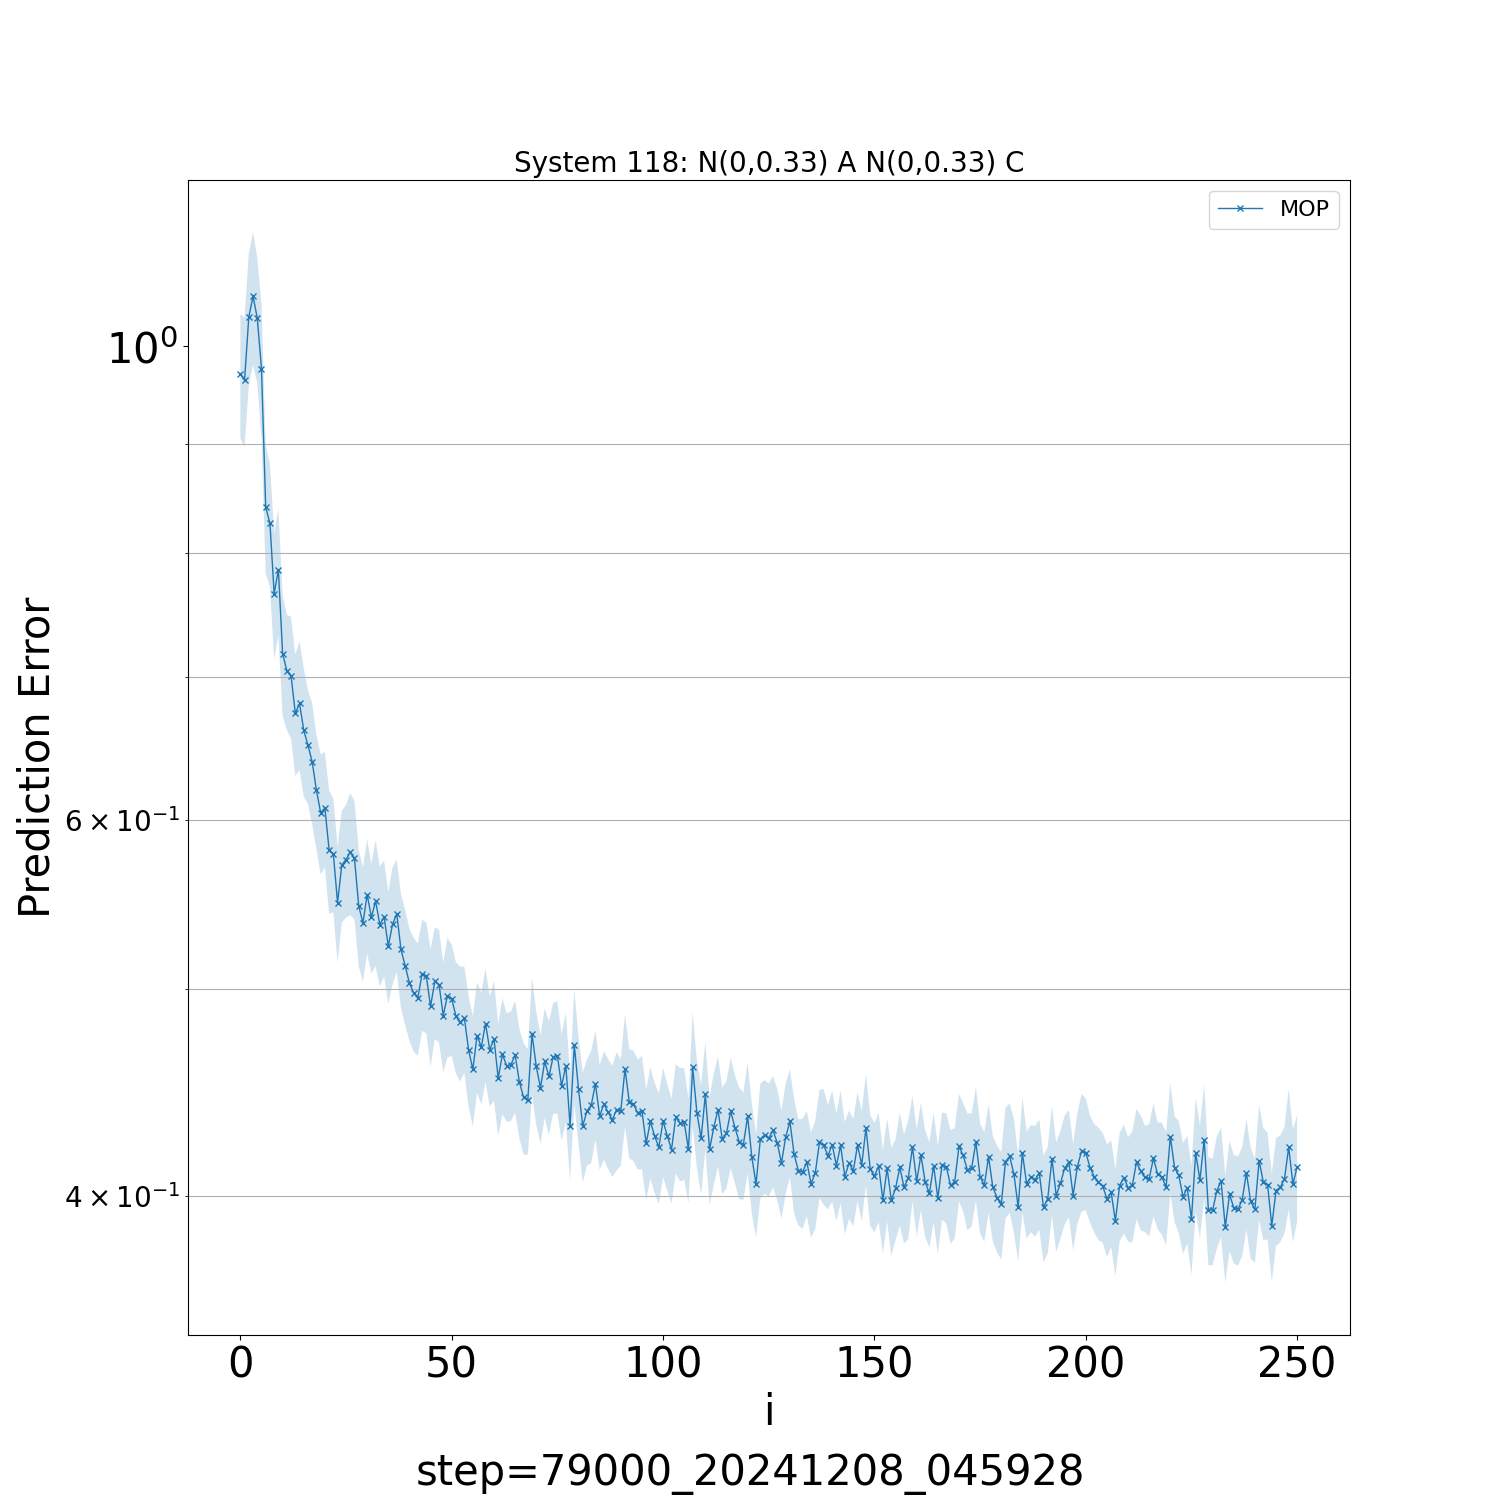 System 118: N(0,0.33) A N(0,0.33) C
MOP
10⁰
6 × 10⁻¹
4 × 10⁻¹
Prediction Error
0 50 100 150 200 250
i
step=79000_20241208_045928